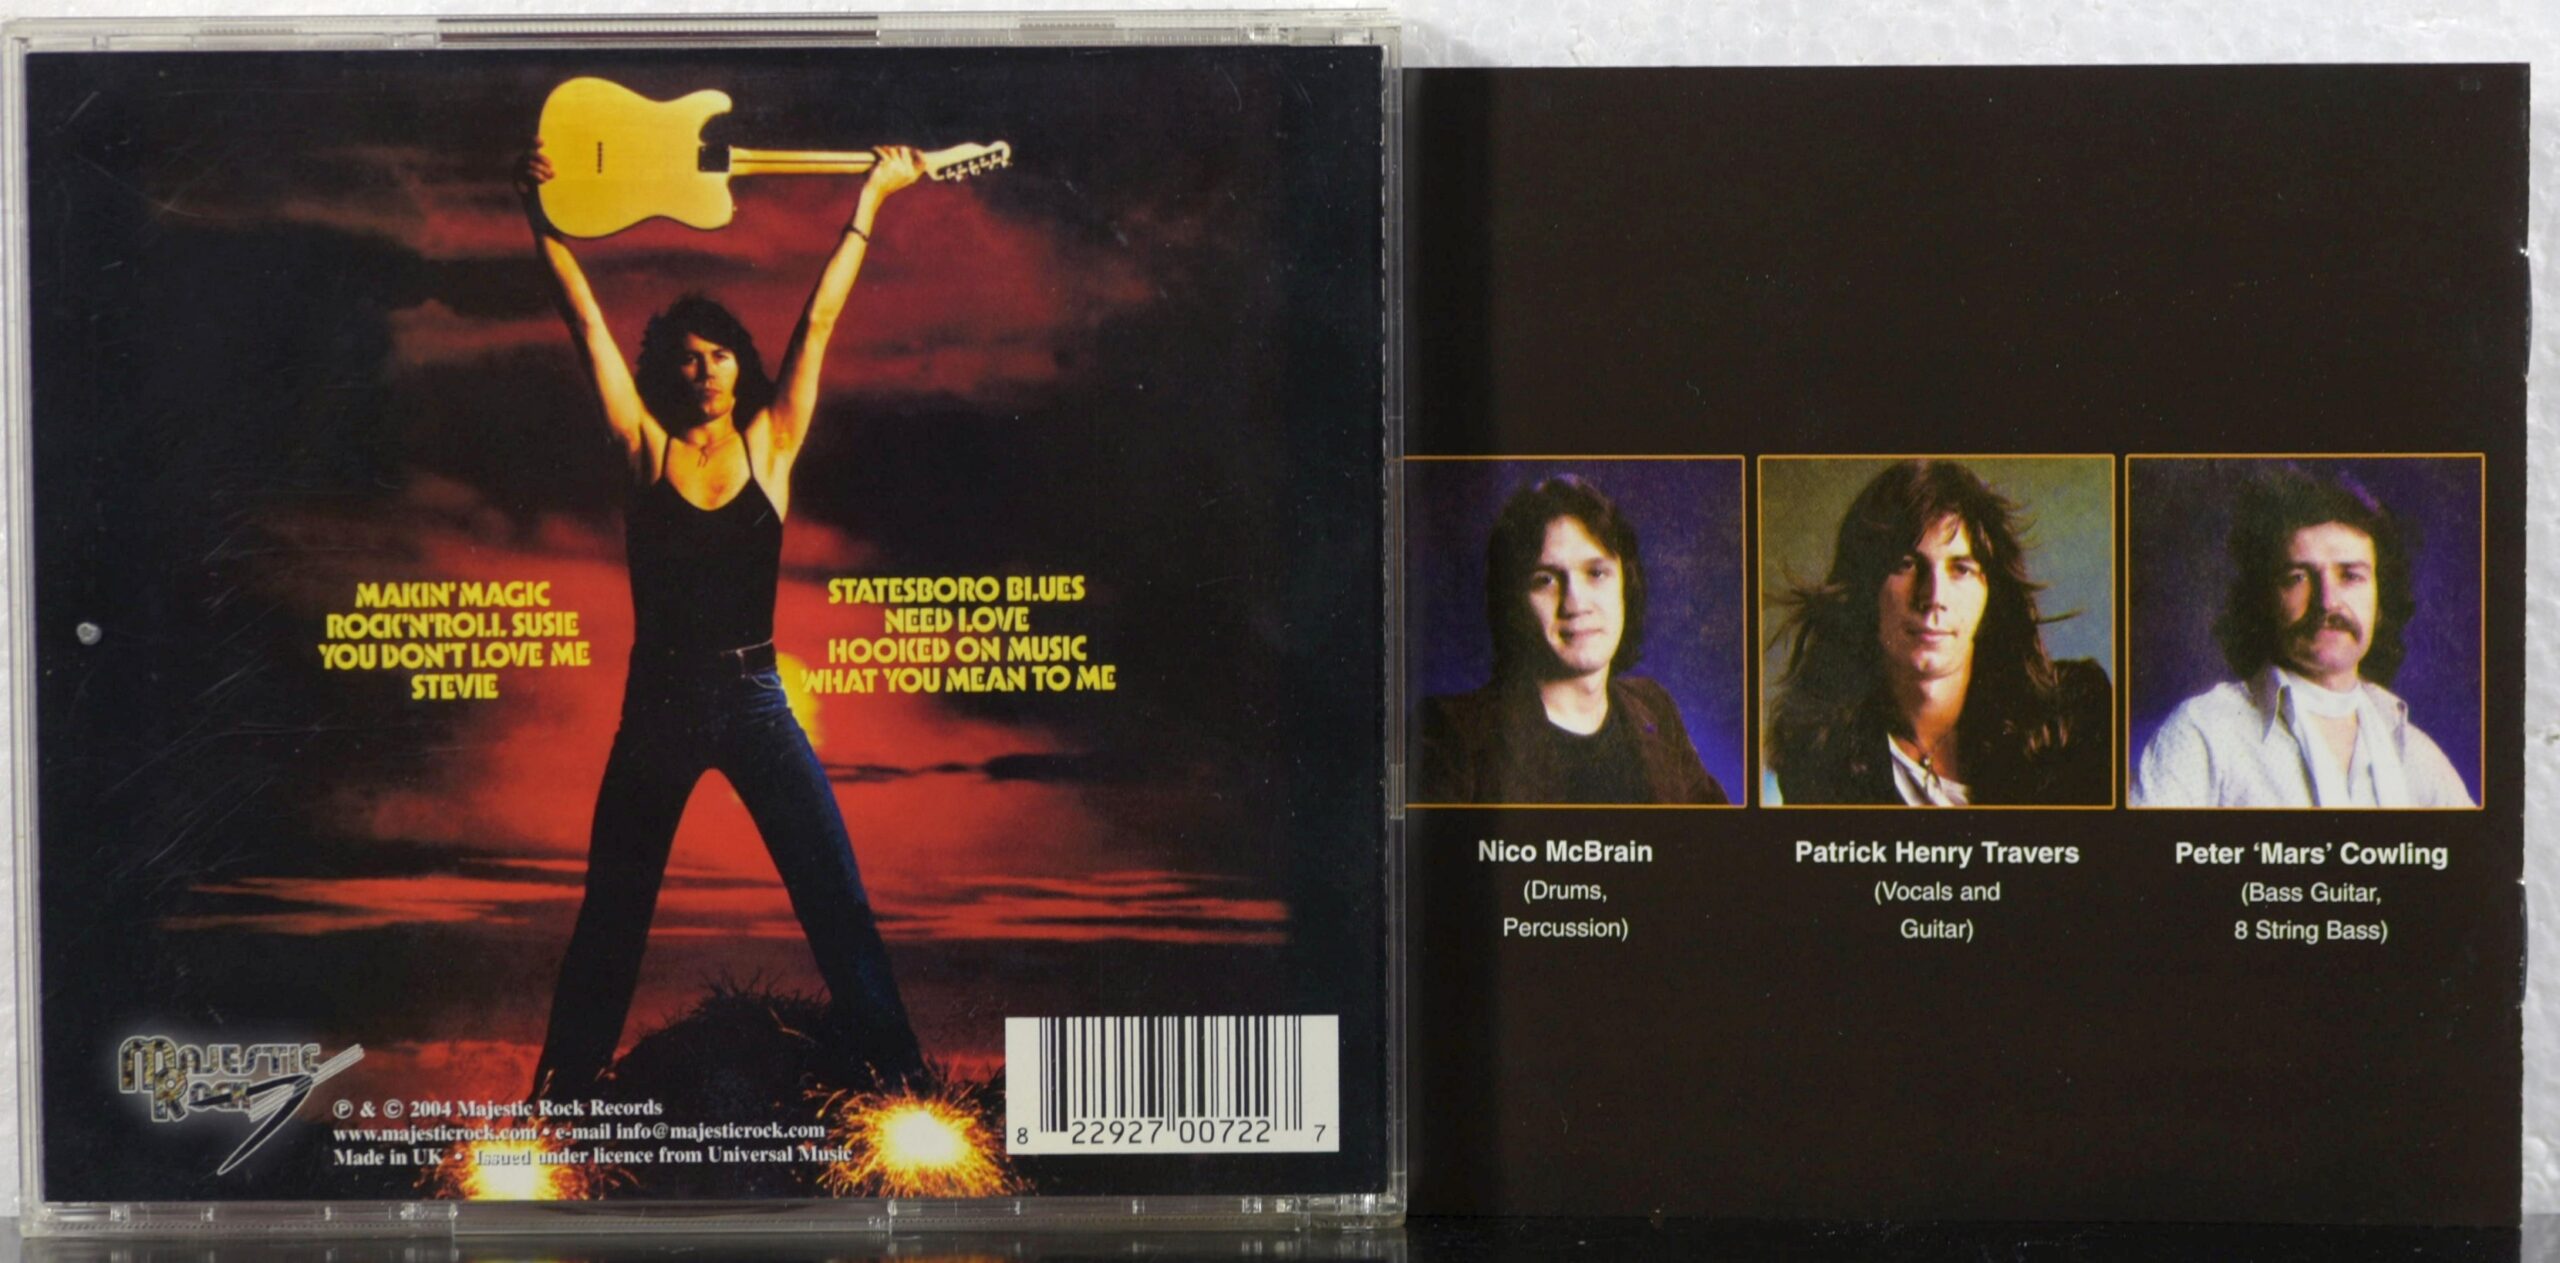 MAKIN' MAGIC
ROCK'N'ROLL SUSIE
YOU DON'T LOVE ME
STEVIE
STATESBORO BLUES
NEED LOVE
HOOKED ON MUSIC
WHAT YOU MEAN TO ME
MAJESTIC
ROCK
℗ & © 2004 Majestic Rock Records
www.majesticrock.com • e-mail info@majesticrock.com
Made in UK • Issued under licence from Universal Music
8 22927 00722 7
Nico McBrain
(Drums,
Percussion)
Patrick Henry Travers
(Vocals and
Guitar)
Peter ‘Mars’ Cowling
(Bass Guitar,
8 String Bass)